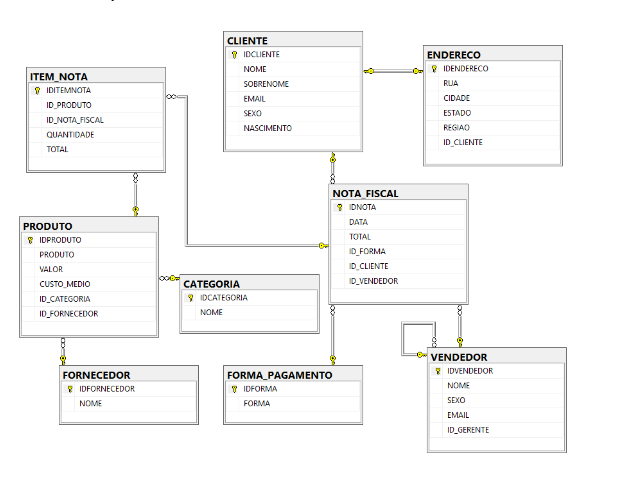 CLIENTE
IDCLIENTE
NOME
SOBRENOME
EMAIL
SEXO
NASCIMENTO
ENDERECO
IDENDERECO
RUA
CIDADE
ESTADO
REGIAO
ID_CLIENTE
ITEM_NOTA
IDITEMNOTA
ID_PRODUTO
ID_NOTA_FISCAL
QUANTIDADE
TOTAL
NOTA_FISCAL
IDNOTA
DATA
TOTAL
ID_FORMA
ID_CLIENTE
ID_VENDEDOR
PRODUTO
IDPRODUTO
PRODUTO
VALOR
CUSTO_MEDIO
ID_CATEGORIA
ID_FORNECEDOR
CATEGORIA
IDCATEGORIA
NOME
FORNECEDOR
IDFORNECEDOR
NOME
FORMA_PAGAMENTO
IDFORMA
FORMA
VENDEDOR
IDVENDEDOR
NOME
SEXO
EMAIL
ID_GERENTE